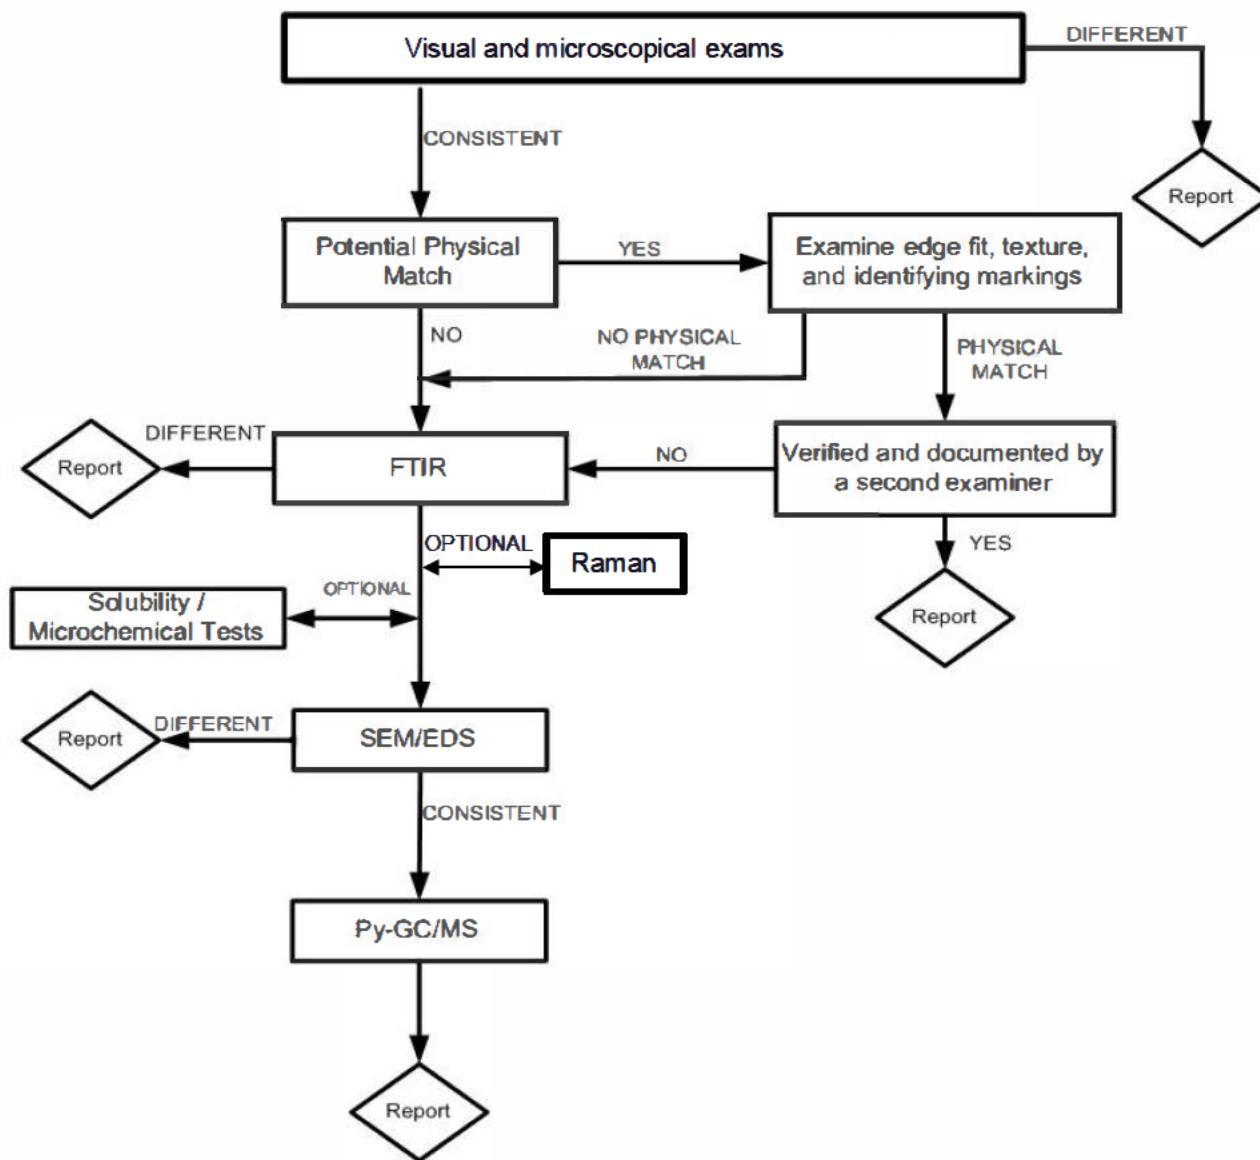 Visual and microscopical exams
DIFFERENT
CONSISTENT
Report
Potential Physical
Match
YES
Examine edge fit, texture,
and identifying markings
NO
NO PHYSICAL
MATCH
PHYSICAL
MATCH
DIFFERENT
Report
FTIR
NO
Verified and documented by
a second examiner
OPTIONAL
Raman
YES
OPTIONAL
Solubility /
Microchemical Tests
Report
DIFFERENT
Report
SEM/EDS
CONSISTENT
Py-GC/MS
Report